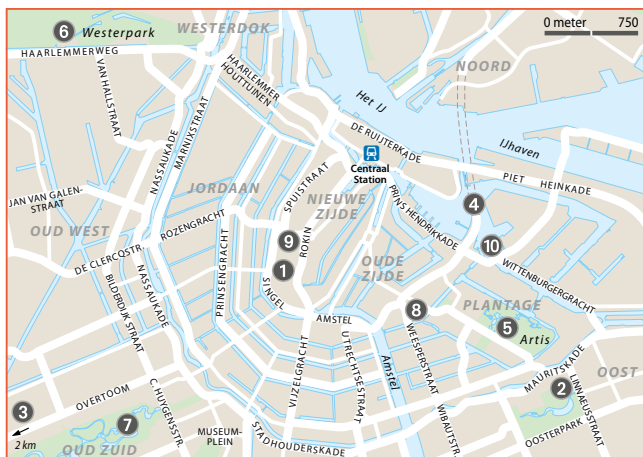 0 meter 750
6
Westerpark
WESTERDOK
HAARLEMMERWEG
NOORD
VAN HALLSTRAAT
HAARLEMMER
HOUTTUINEN
Het IJ
NASSAUKADE
MARNIXSTRAAT
DE RUIJTERKADE
IJhaven
Centraal
Station
PIET HEINKADE
SPUISTRAAT
JORDAAN
NIEUWE
ZIJDE
JAN VAN GALEN-
STRAAT
PRINS HENDRIKKADE
4
OUD WEST
ROZENGRACHT
9
ROKIN
OUDE
ZIJDE
10
DE CLERCQSTR.
PRINSENGRACHT
1
WITTENBURGERGRACHT
BILDERDIJK STRAAT
NASSAUKADE
SINGEL
AMSTEL
8
PLANTAGE
5
Artis
VIJZELGRACHT
UTRECHTSESTRAAT
Amstel
WEESPERSTRAAT
MAURITSKADE
OOST
2
LINNAEUSSTRAAT
3
2 km
OVERTOOM
C. HUYGENSSTR.
7
OUD ZUID
MUSEUM-
PLEIN
STADHOUDERSKADE
WIBAUTSTR.
OOSTERPARK